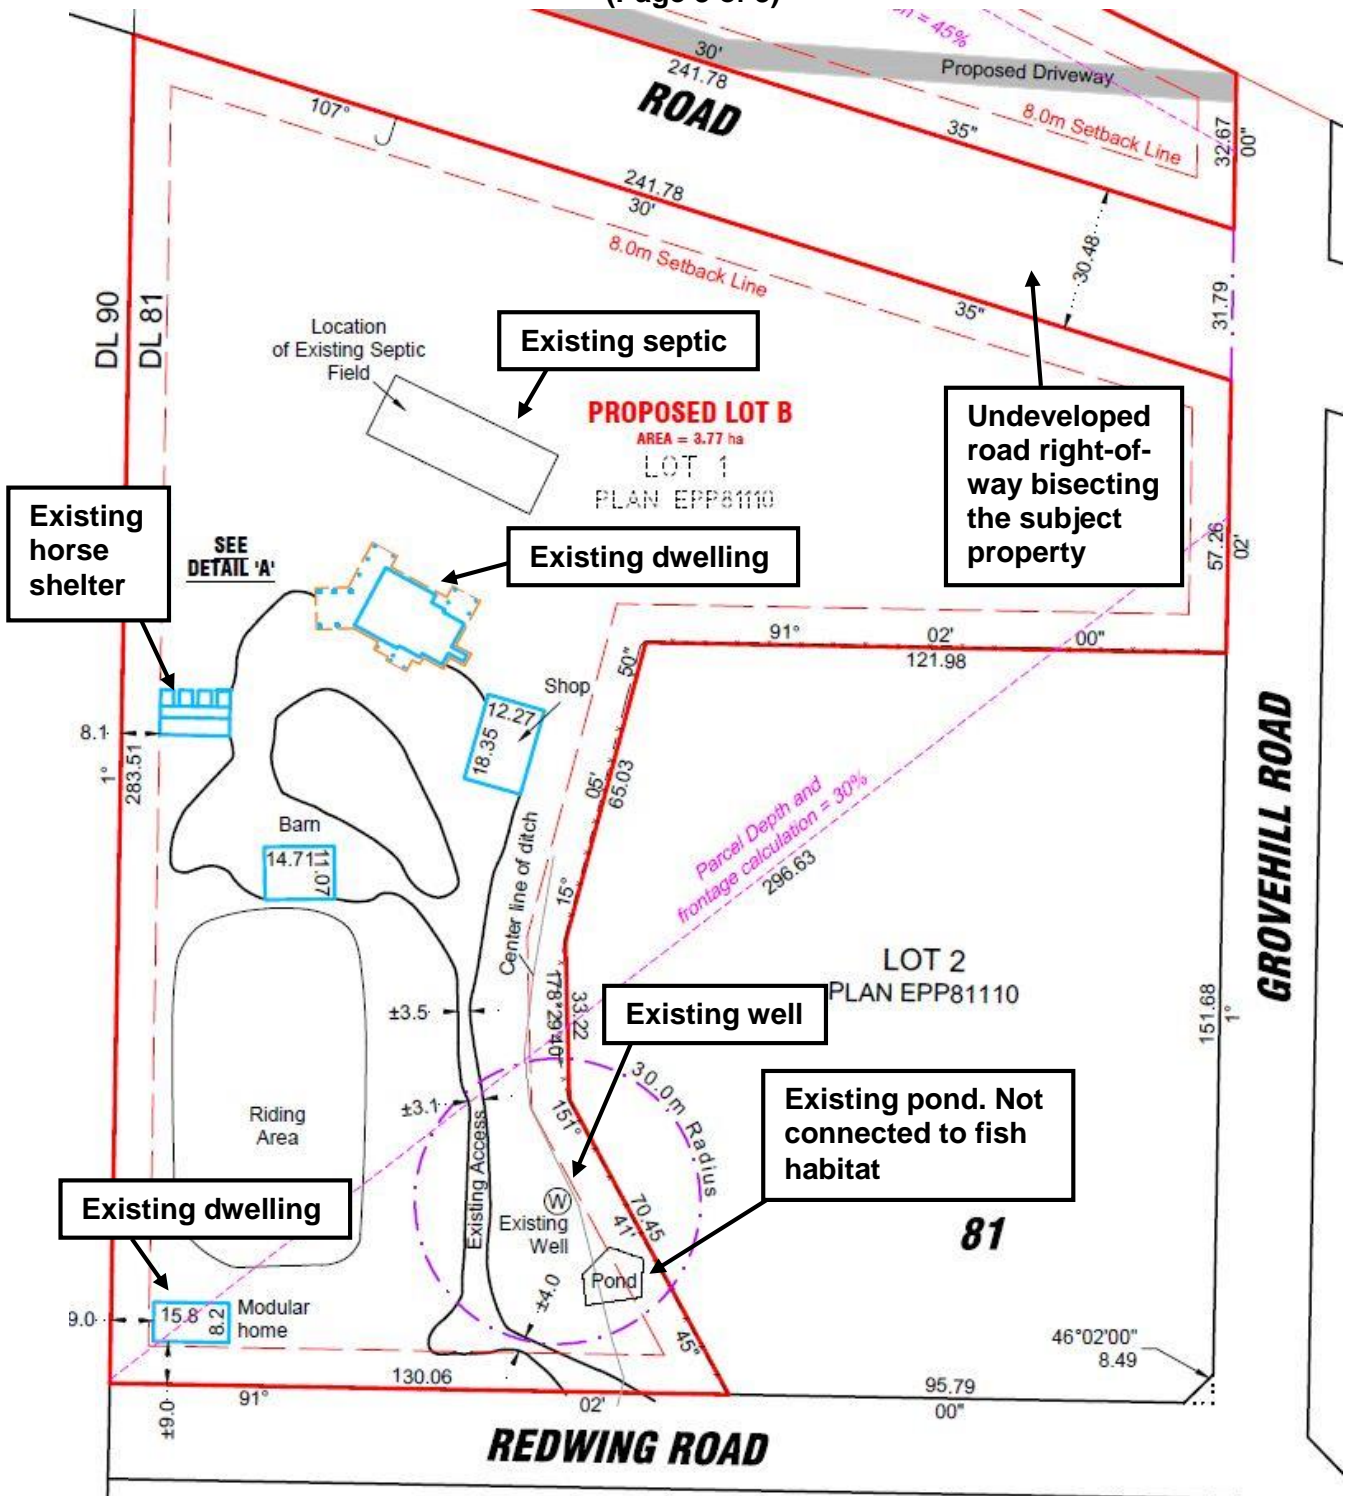 n = 45%
30'
241.78
Proposed Driveway
ROAD
8.0m Setback Line
35"
32.67
00"
107°
241.78
30'
8.0m Setback Line
30.48
35"
31.79
DL 90
DL 81
Location
of Existing Septic
Field
Existing septic
PROPOSED LOT B
AREA = 3.77 ha
LOT 1
PLAN EPP81110
Undeveloped
road right-of-
way bisecting
the subject
property
Existing
horse
shelter
SEE
DETAIL 'A'
Existing dwelling
57.26
02'
91°
02'
00"
121.98
50"
Shop
12.27
18.35
8.1
1°
283.51
05'
65.03
Barn
14.71
11.07
Center line of ditch
15°
Parcel Depth and
frontage calculation = 30%
296.63
GROVEHILL ROAD
LOT 2
PLAN EPP81110
151.68
1°
±3.5
33.22
178°29'40"
Existing well
30.0m Radius
±3.1
151°
Existing Access
Riding
Area
Existing pond. Not
connected to fish
habitat
Existing dwelling
W
Existing
Well
70.45
41'
81
Pond
±4.0
9.0
15.8
8.2
Modular
home
45"
46°02'00"
8.49
130.06
91°
02'
95.79
00"
±9.0
REDWING ROAD